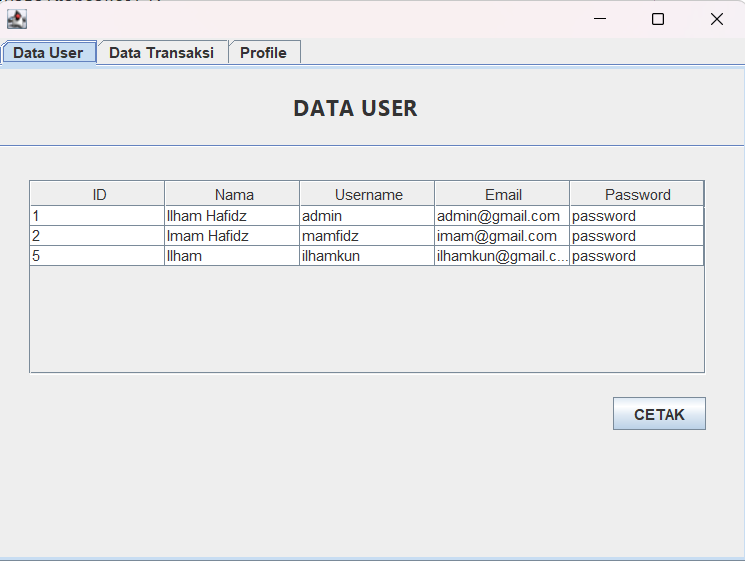 Data User Data Transaksi Profile
DATA USER
ID Nama Username Email Password
1 Ilham Hafidz admin admin@gmail.com password
2 Imam Hafidz mamfidz imam@gmail.com password
5 Ilham ilhamkun ilhamkun@gmail.c... password
CETAK